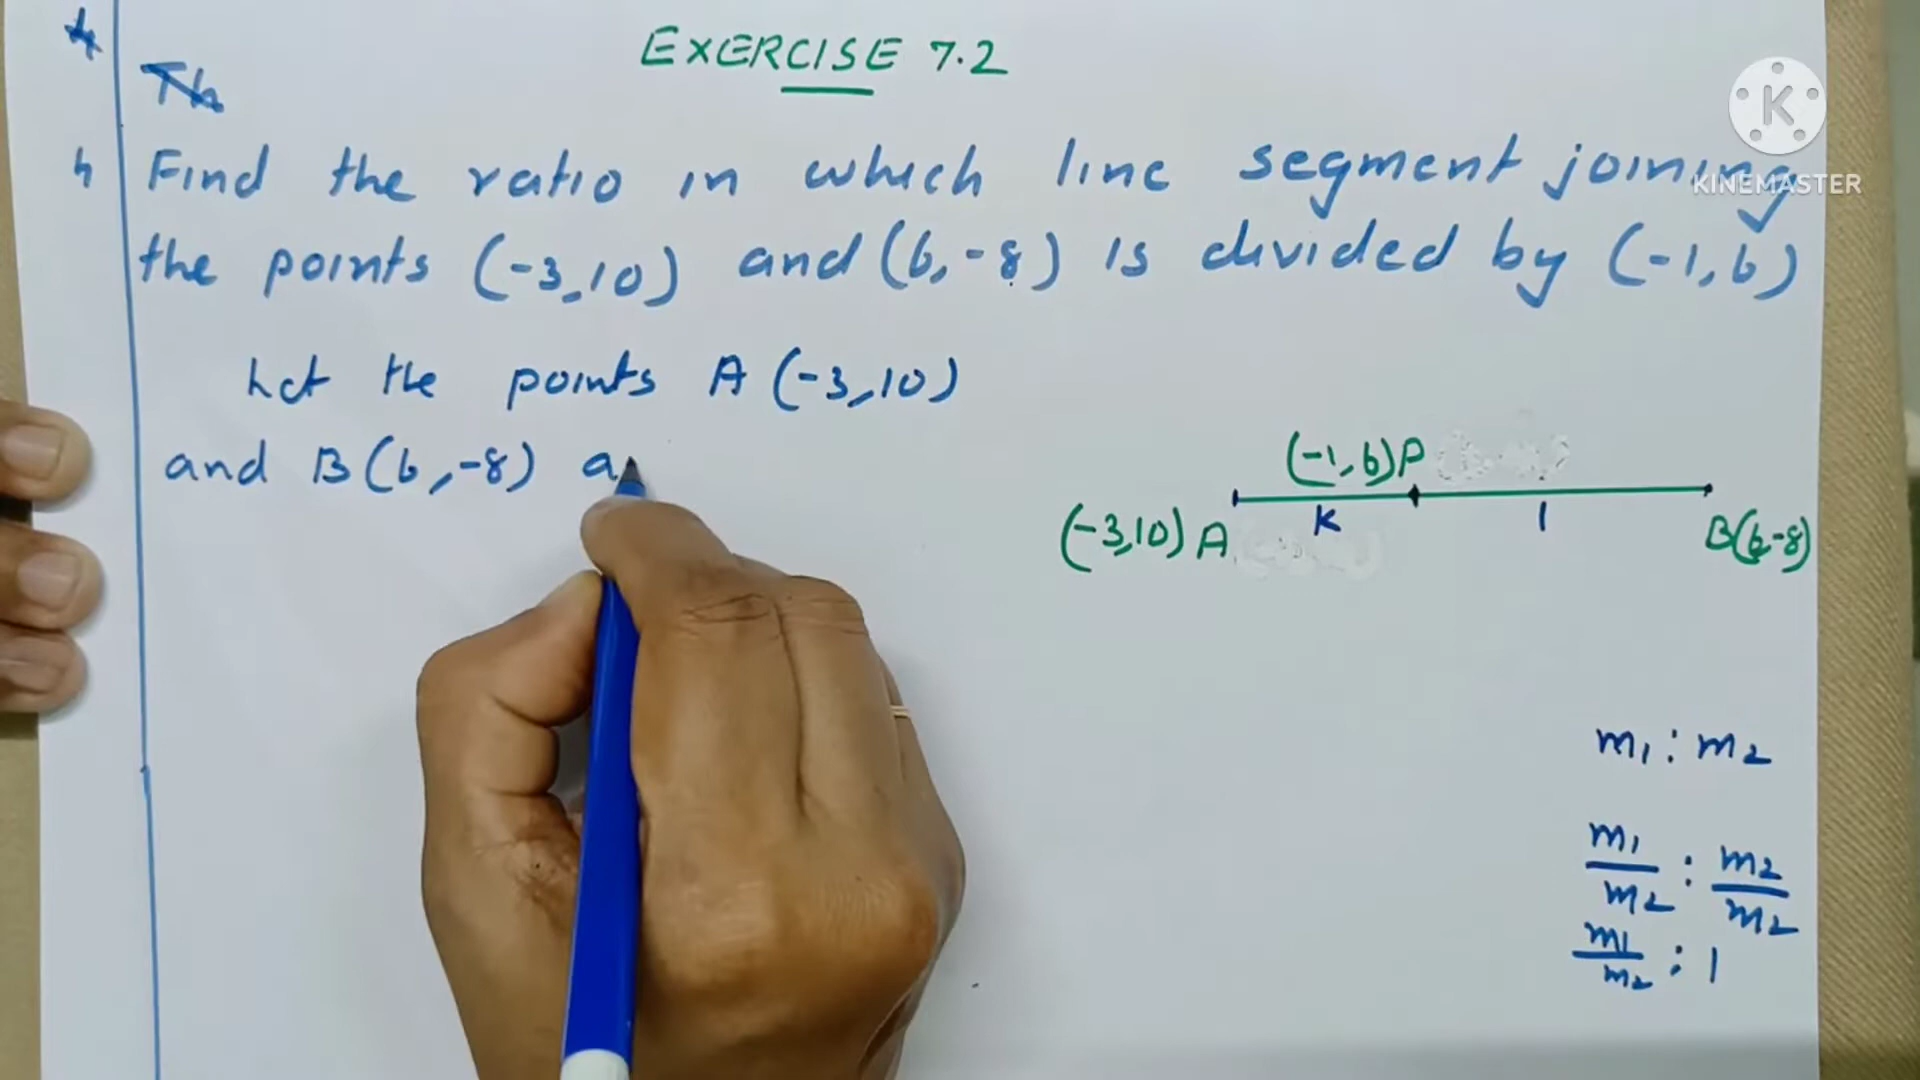 EXERCISE 7.2
Th
4 Find the ratio in which line segment joining
the points (-3,10) and (6,-8) is divided by (-1,6)
Let the points A (-3,10)
and B(6,-8) a
(-1,6)P
K 1
(-3,10) A B(6,-8)
m1 : m2
m1/m2 : m2/m2
m1/m2 : 1
K
KINEMASTER